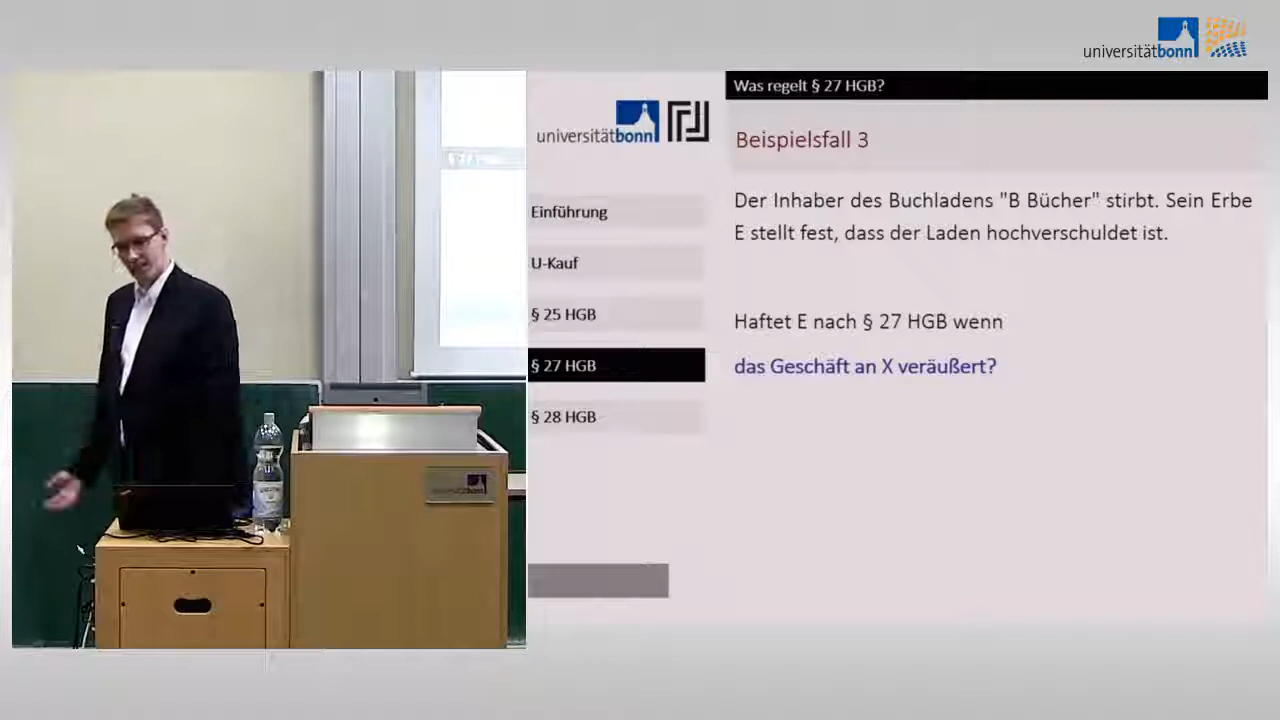 universitätbonn
Was regelt § 27 HGB?
universitätbonn
Beispielsfall 3
Der Inhaber des Buchladens "B Bücher" stirbt. Sein Erbe
E stellt fest, dass der Laden hochverschuldet ist.
Haftet E nach § 27 HGB wenn
das Geschäft an X veräußert?
Einführung
U-Kauf
§ 25 HGB
§ 27 HGB
§ 28 HGB
universitätbonn